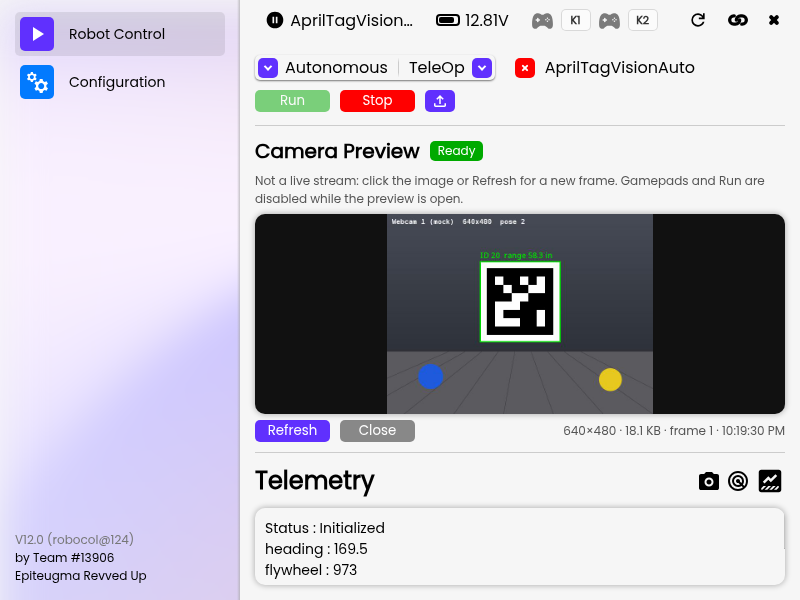 Robot Control
Configuration
V12.0 (robocol@124)
by Team #13906
Epiteugma Revved Up
AprilTagVision... 12.81V K1 K2
Autonomous TeleOp AprilTagVisionAuto
Run Stop
Camera Preview Ready
Not a live stream: click the image or Refresh for a new frame. Gamepads and Run are
disabled while the preview is open.
Webcam 1 (mock) 640x480 pose 2
ID 20 range 58.3 in
Refresh Close 640×480 · 18.1 KB · frame 1 · 10:19:30 PM
Telemetry
Status : Initialized
heading : 169.5
flywheel : 973